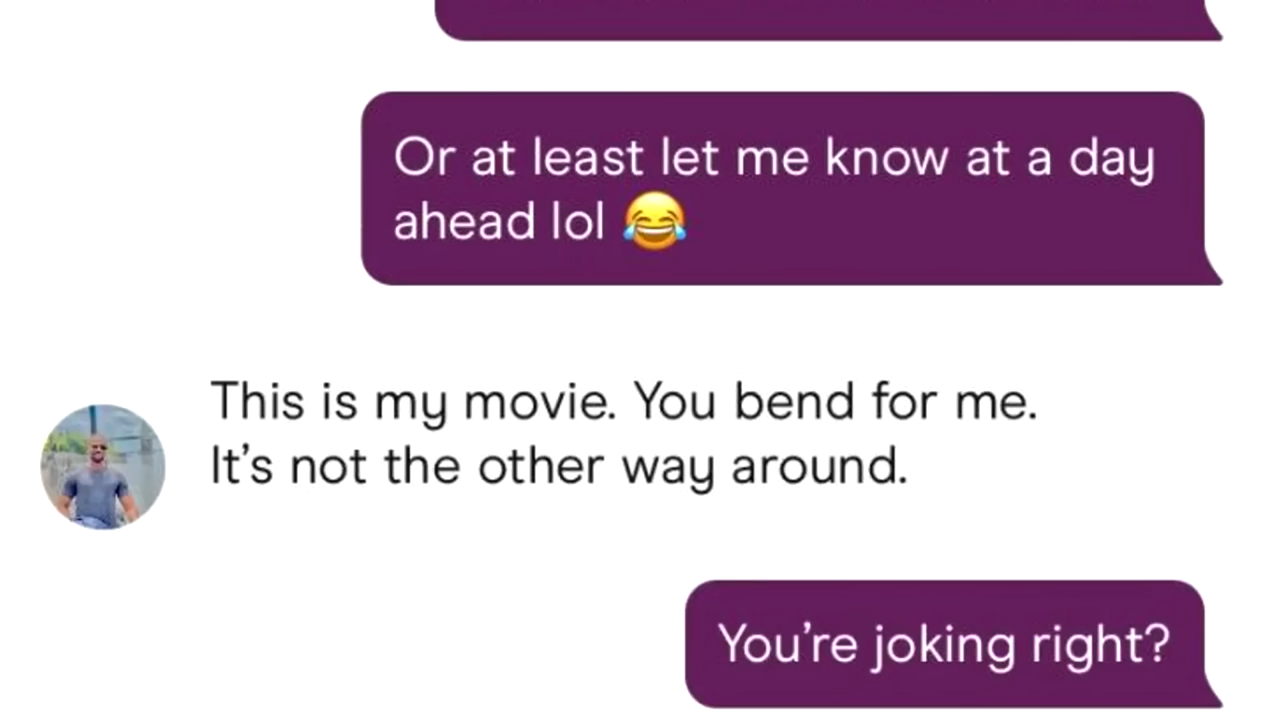 Or at least let me know at a day
ahead lol 😂
This is my movie. You bend for me.
It's not the other way around.
You're joking right?